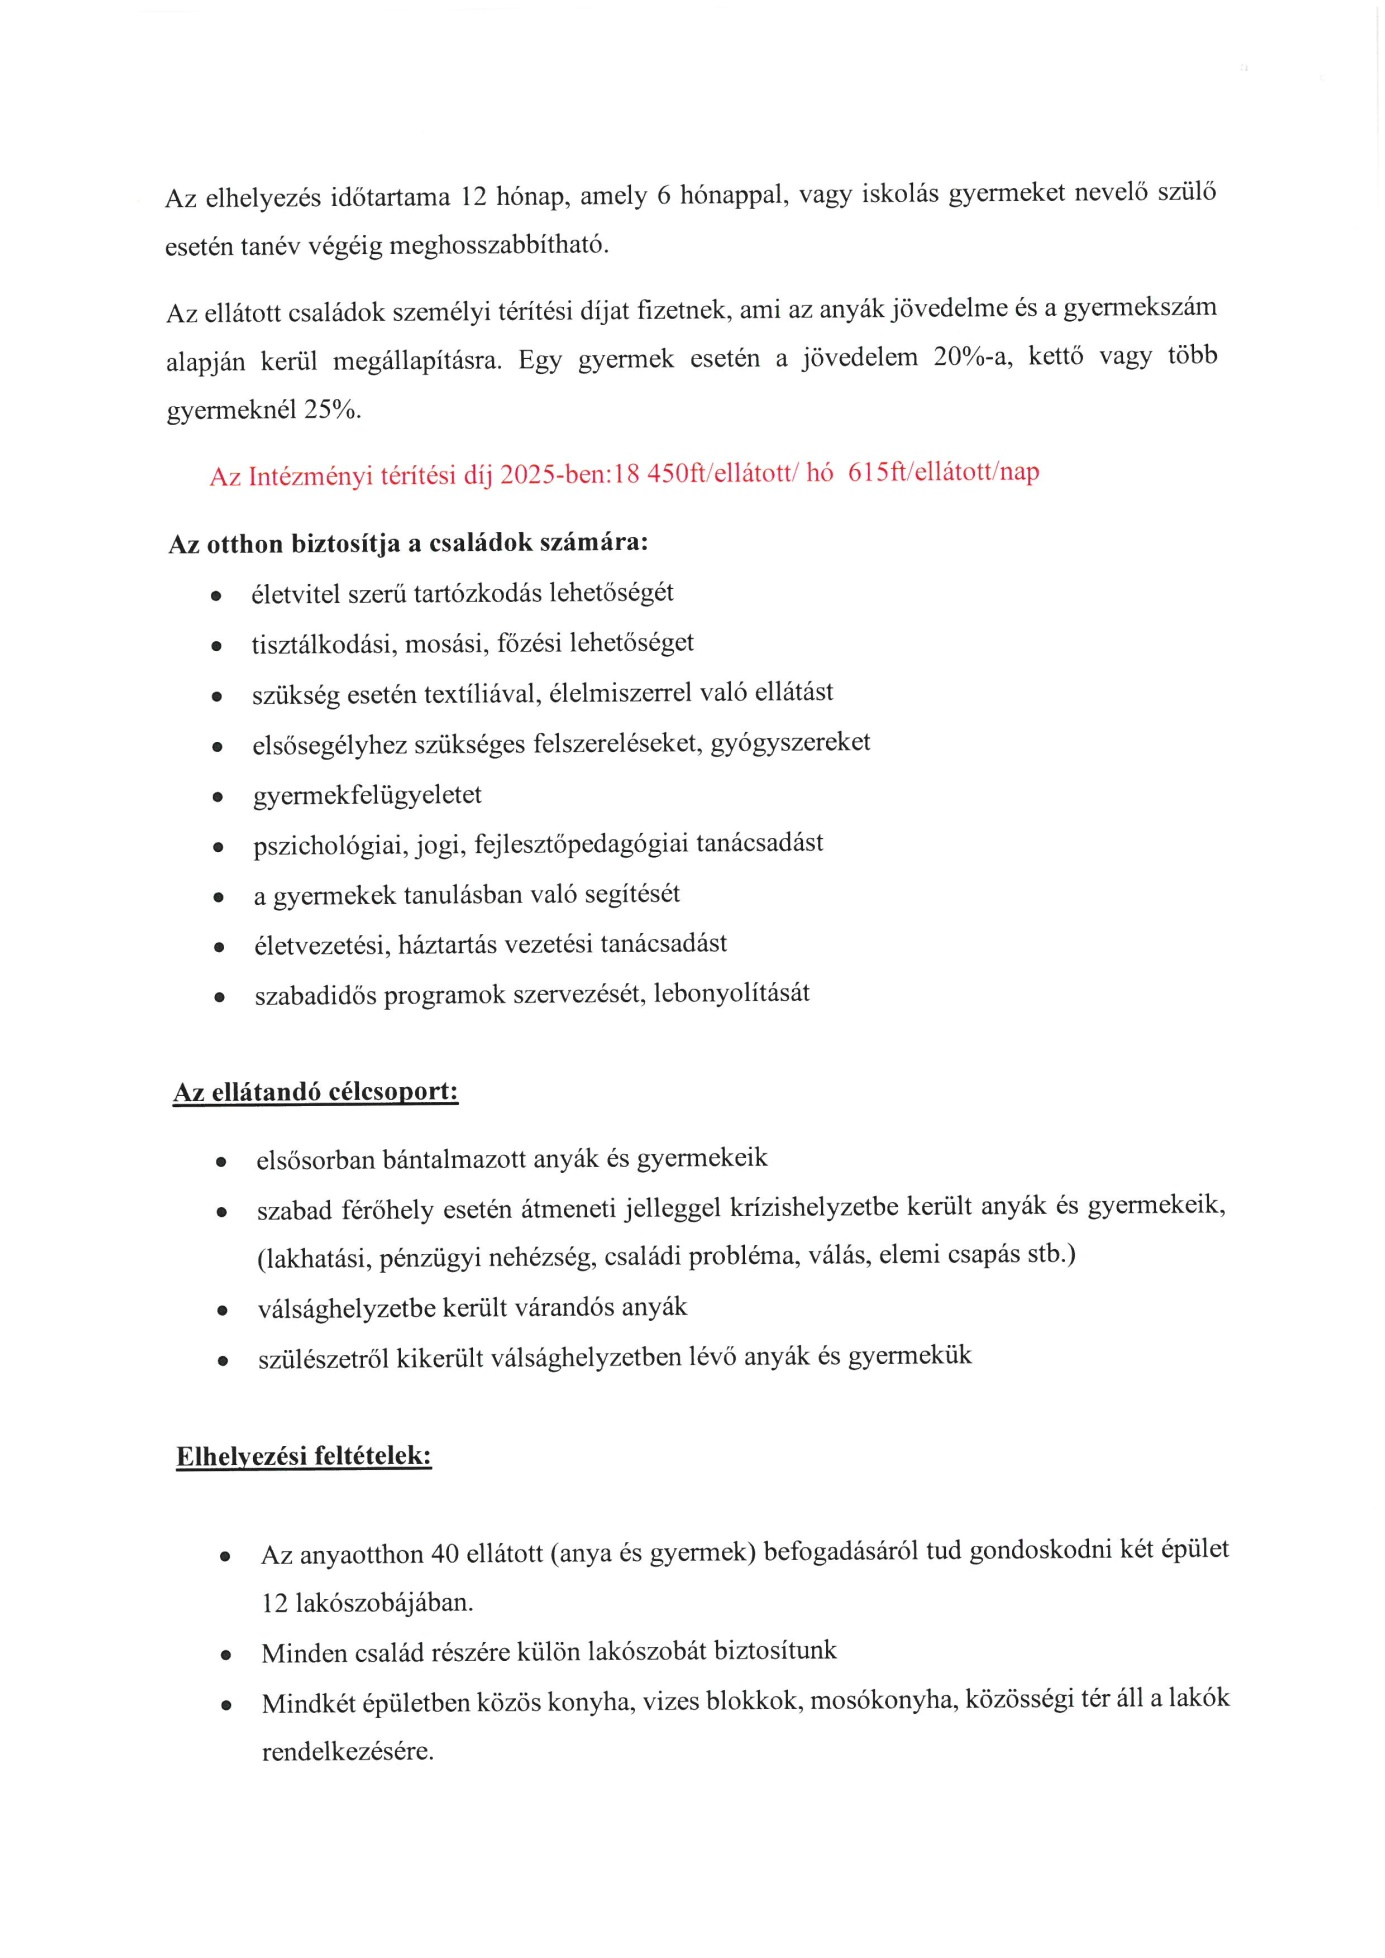 Az elhelyezés időtartama 12 hónap, amely 6 hónappal, vagy iskolás gyermeket nevelő szülő
esetén tanév végéig meghosszabbítható.
Az ellátott családok személyi térítési díjat fizetnek, ami az anyák jövedelme és a gyermekszám
alapján kerül megállapításra. Egy gyermek esetén a jövedelem 20%-a, kettő vagy több
gyermeknél 25%.
Az Intézményi térítési díj 2025-ben:18 450ft/ellátott/ hó  615ft/ellátott/nap
Az otthon biztosítja a családok számára:
• életvitel szerű tartózkodás lehetőségét
• tisztálkodási, mosási, főzési lehetőséget
• szükség esetén textíliával, élelmiszerrel való ellátást
• elsősegélyhez szükséges felszereléseket, gyógyszereket
• gyermekfelügyeletet
• pszichológiai, jogi, fejlesztőpedagógiai tanácsadást
• a gyermekek tanulásban való segítését
• életvezetési, háztartás vezetési tanácsadást
• szabadidős programok szervezését, lebonyolítását
Az ellátandó célcsoport:
• elsősorban bántalmazott anyák és gyermekeik
• szabad férőhely esetén átmeneti jelleggel krízishelyzetbe került anyák és gyermekeik,
(lakhatási, pénzügyi nehézség, családi probléma, válás, elemi csapás stb.)
• válsághelyzetbe került várandós anyák
• szülészetről kikerült válsághelyzetben lévő anyák és gyermekük
Elhelyezési feltételek:
• Az anyaotthon 40 ellátott (anya és gyermek) befogadásáról tud gondoskodni két épület
12 lakószobájában.
• Minden család részére külön lakószobát biztosítunk
• Mindkét épületben közös konyha, vizes blokkok, mosókonyha, közösségi tér áll a lakók
rendelkezésére.